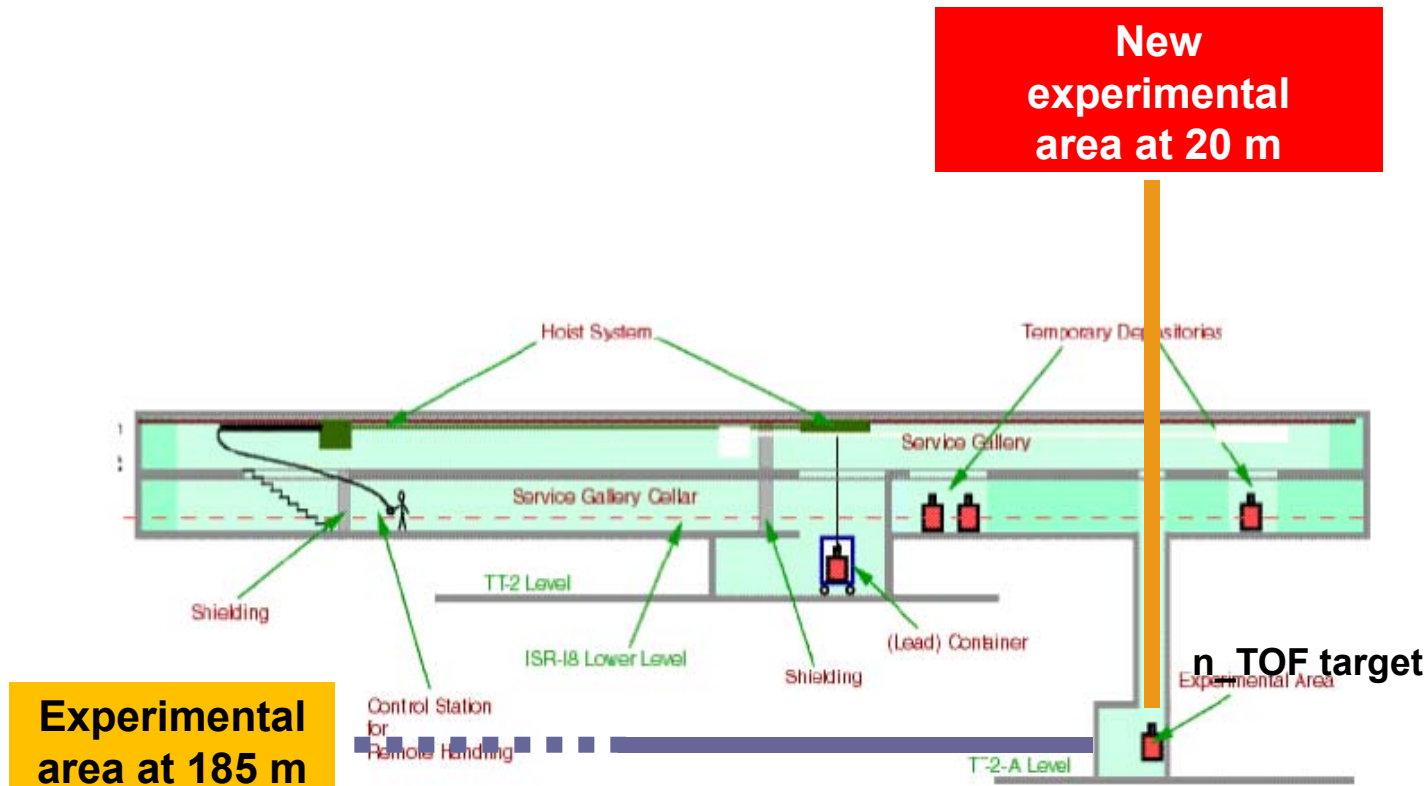 New
experimental
area at 20 m
Hoist System
Temporary Depositories
Service Gallery
Service Gallery Cellar
TT-2 Level
Shielding
(Lead) Container
ISR-I8 Lower Level
Shielding
n_TOF target
Experimental Area
Experimental
area at 185 m
Control Station
for
Remote Handling
TT-2-A Level